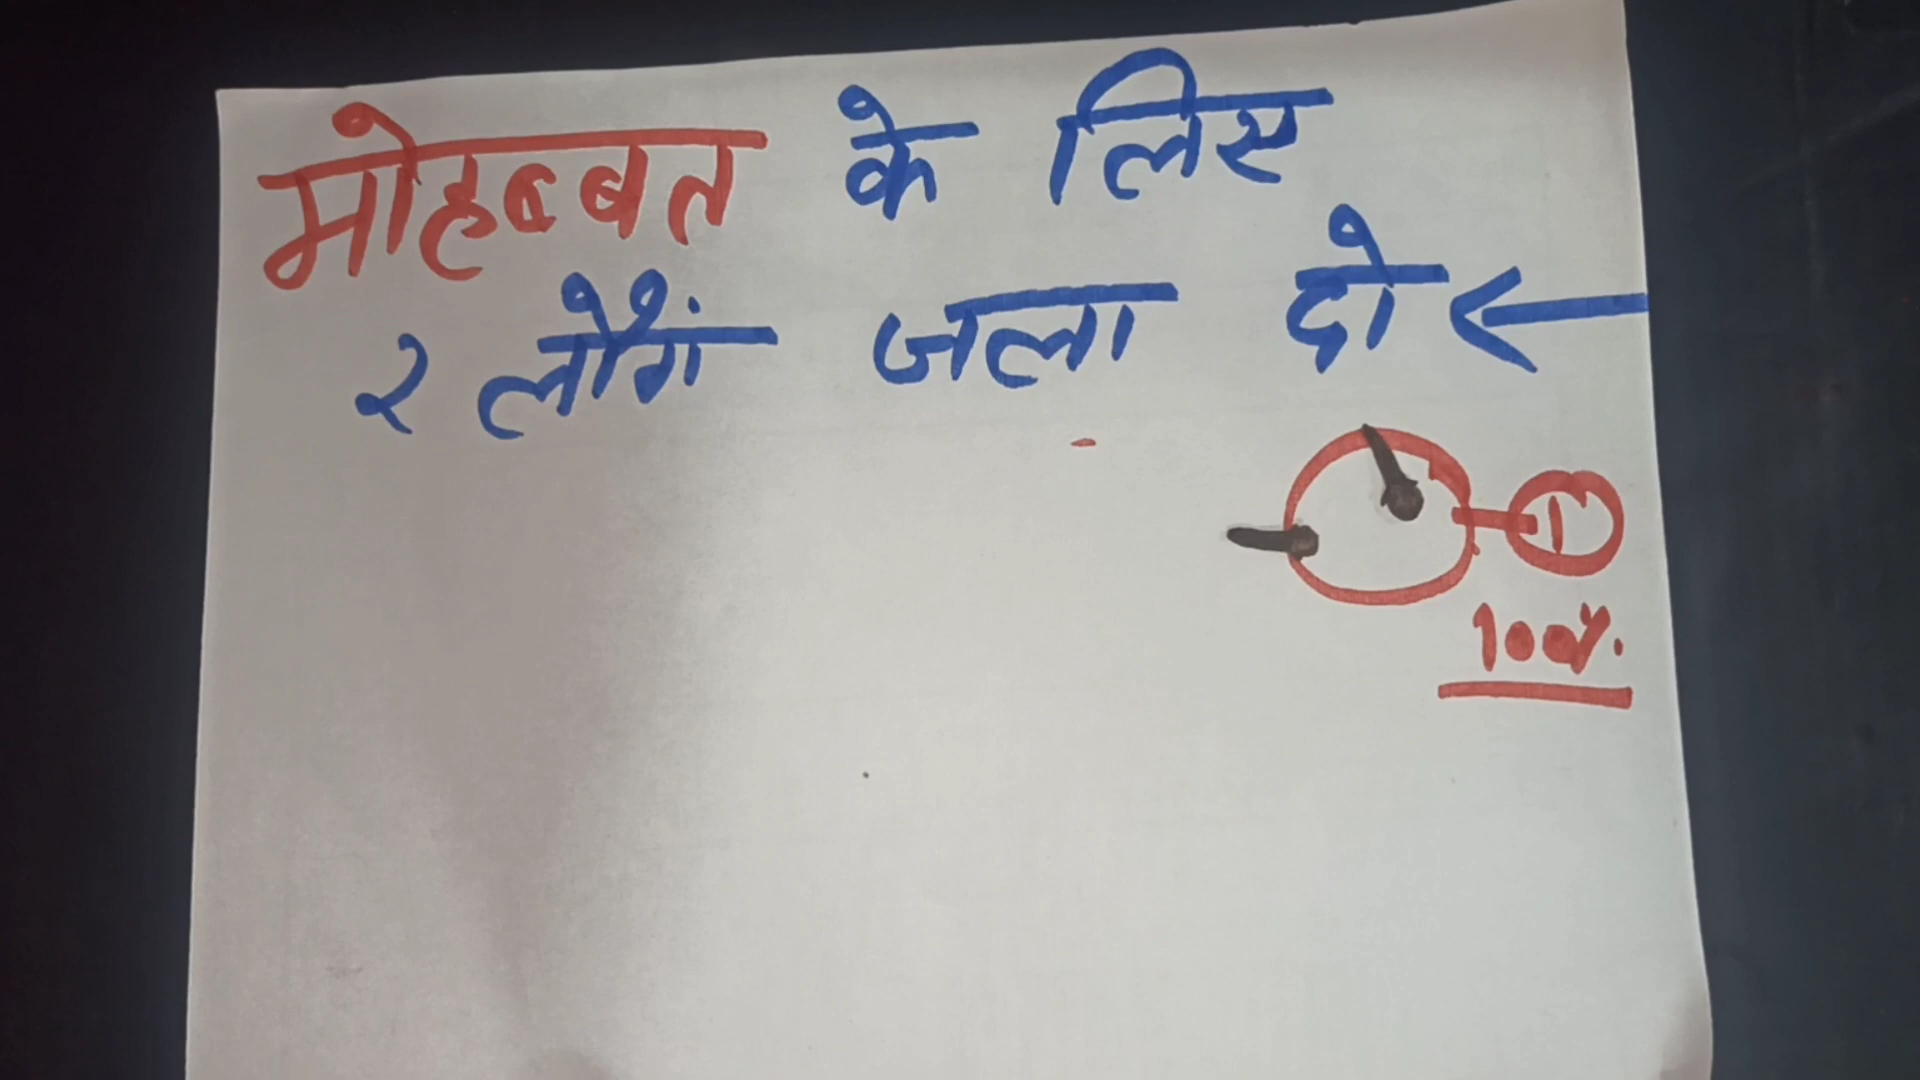 मोहब्बत के लिए
२ लोगं जला दो
1
100%.